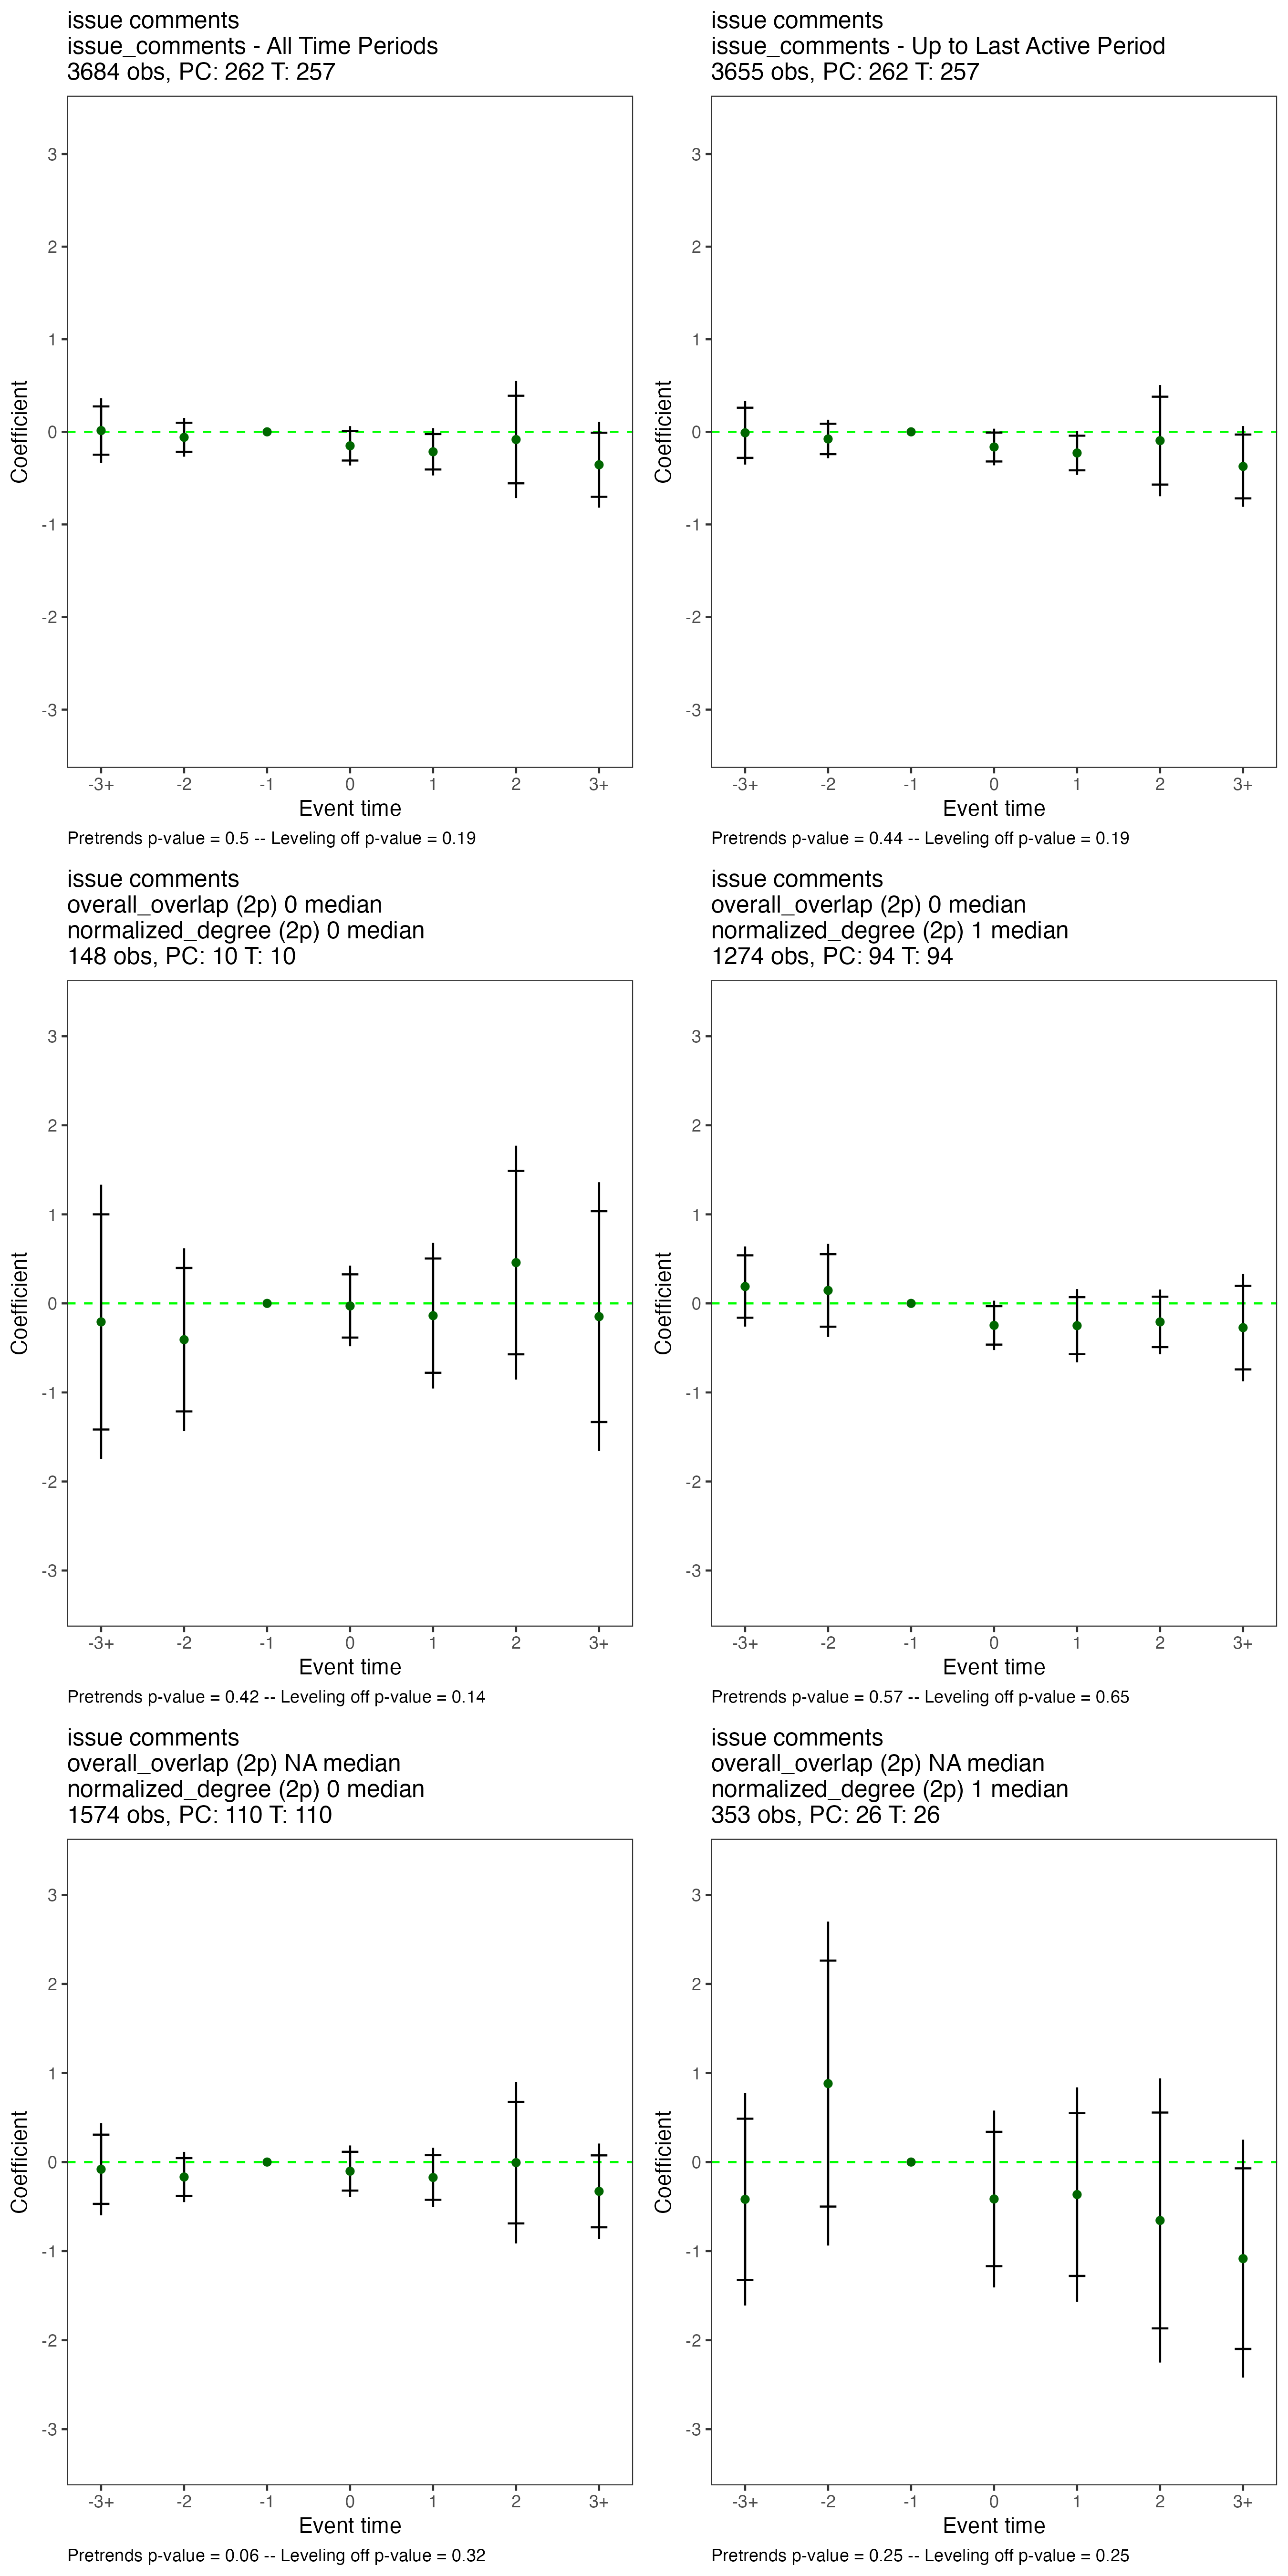 issue comments
issue_comments - All Time Periods
3684 obs, PC: 262 T: 257
3
2
1
0
-1
-2
-3
Coefficient
-3+ -2 -1 0 1 2 3+
Event time
Pretrends p-value = 0.5 -- Leveling off p-value = 0.19
issue comments
issue_comments - Up to Last Active Period
3655 obs, PC: 262 T: 257
3
2
1
0
-1
-2
-3
Coefficient
-3+ -2 -1 0 1 2 3+
Event time
Pretrends p-value = 0.44 -- Leveling off p-value = 0.19
issue comments
overall_overlap (2p) 0 median
normalized_degree (2p) 0 median
148 obs, PC: 10 T: 10
3
2
1
0
-1
-2
-3
Coefficient
-3+ -2 -1 0 1 2 3+
Event time
Pretrends p-value = 0.42 -- Leveling off p-value = 0.14
issue comments
overall_overlap (2p) 0 median
normalized_degree (2p) 1 median
1274 obs, PC: 94 T: 94
3
2
1
0
-1
-2
-3
Coefficient
-3+ -2 -1 0 1 2 3+
Event time
Pretrends p-value = 0.57 -- Leveling off p-value = 0.65
issue comments
overall_overlap (2p) NA median
normalized_degree (2p) 0 median
1574 obs, PC: 110 T: 110
3
2
1
0
-1
-2
-3
Coefficient
-3+ -2 -1 0 1 2 3+
Event time
Pretrends p-value = 0.06 -- Leveling off p-value = 0.32
issue comments
overall_overlap (2p) NA median
normalized_degree (2p) 1 median
353 obs, PC: 26 T: 26
3
2
1
0
-1
-2
-3
Coefficient
-3+ -2 -1 0 1 2 3+
Event time
Pretrends p-value = 0.25 -- Leveling off p-value = 0.25